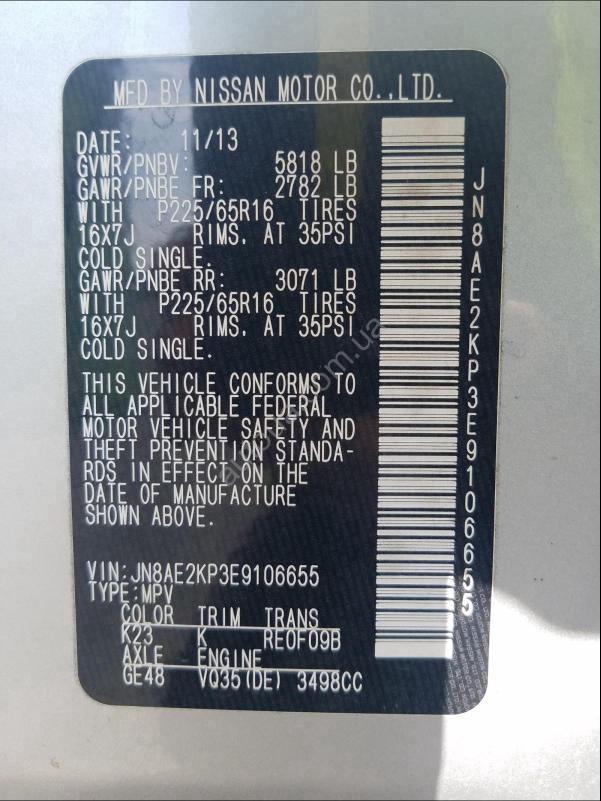 MFD BY NISSAN MOTOR CO.,LTD.
DATE: 11/13
GVWR/PNBV: 5818 LB
GAWR/PNBE FR: 2782 LB
WITH P225/65R16 TIRES
16X7J RIMS. AT 35PSI
COLD SINGLE.
GAWR/PNBE RR: 3071 LB
WITH P225/65R16 TIRES
16X7J RIMS. AT 35PSI
COLD SINGLE.
THIS VEHICLE CONFORMS TO
ALL APPLICABLE FEDERAL
MOTOR VEHICLE SAFETY AND
THEFT PREVENTION STANDA-
RDS IN EFFECT ON THE
DATE OF MANUFACTURE
SHOWN ABOVE.
VIN:JN8AE2KP3E9106655
TYPE:MPV
COLOR TRIM TRANS
K23 K RE0F09B
AXLE ENGINE
GE48 VQ35(DE) 3498CC
JN8AE2KP3E9106655